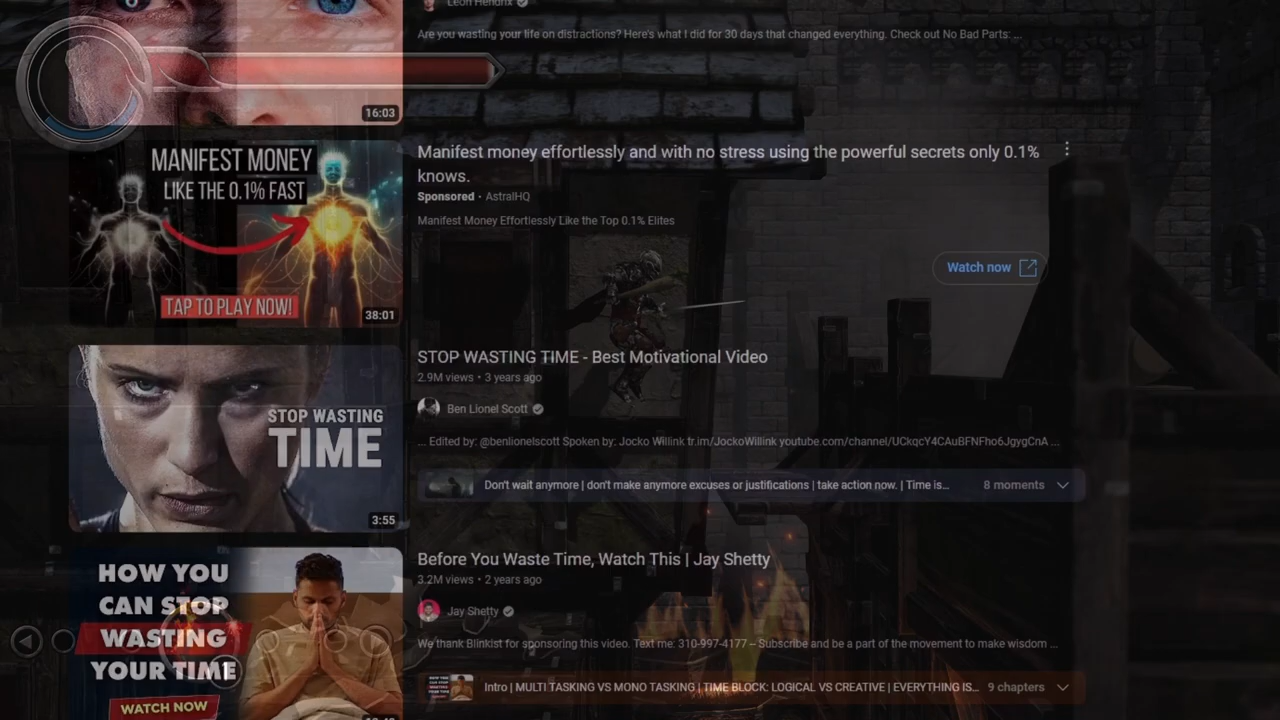 Leon Hendrix
Are you wasting your life on distractions? Here's what I did for 30 days that changed everything. Check out No Bad Parts: ...
16:03
MANIFEST MONEY
LIKE THE 0.1% FAST
TAP TO PLAY NOW!
38:01
Manifest money effortlessly and with no stress using the powerful secrets only 0.1%
knows.
Sponsored · AstralHQ
Manifest Money Effortlessly Like the Top 0.1% Elites
Watch now
STOP WASTING
TIME
3:55
STOP WASTING TIME - Best Motivational Video
2.9M views • 3 years ago
Ben Lionel Scott
... Edited by: @benlionelscott Spoken by: Jocko Willink tr.im/JockoWillink youtube.com/channel/UCkqcY4CAuBFNFho6JgygCnA ...
Don't wait anymore | don't make anymore excuses or justifications | take action now. | Time is...
8 moments
HOW YOU
CAN STOP
WASTING
YOUR TIME
WATCH NOW
Before You Waste Time, Watch This | Jay Shetty
3.2M views • 2 years ago
Jay Shetty
We thank Blinkist for sponsoring this video. Text me: 310-997-4177 -- Subscribe and be a part of the movement to make wisdom ...
Intro | MULTI TASKING VS MONO TASKING | TIME BLOCK: LOGICAL VS CREATIVE | EVERYTHING IS...
9 chapters